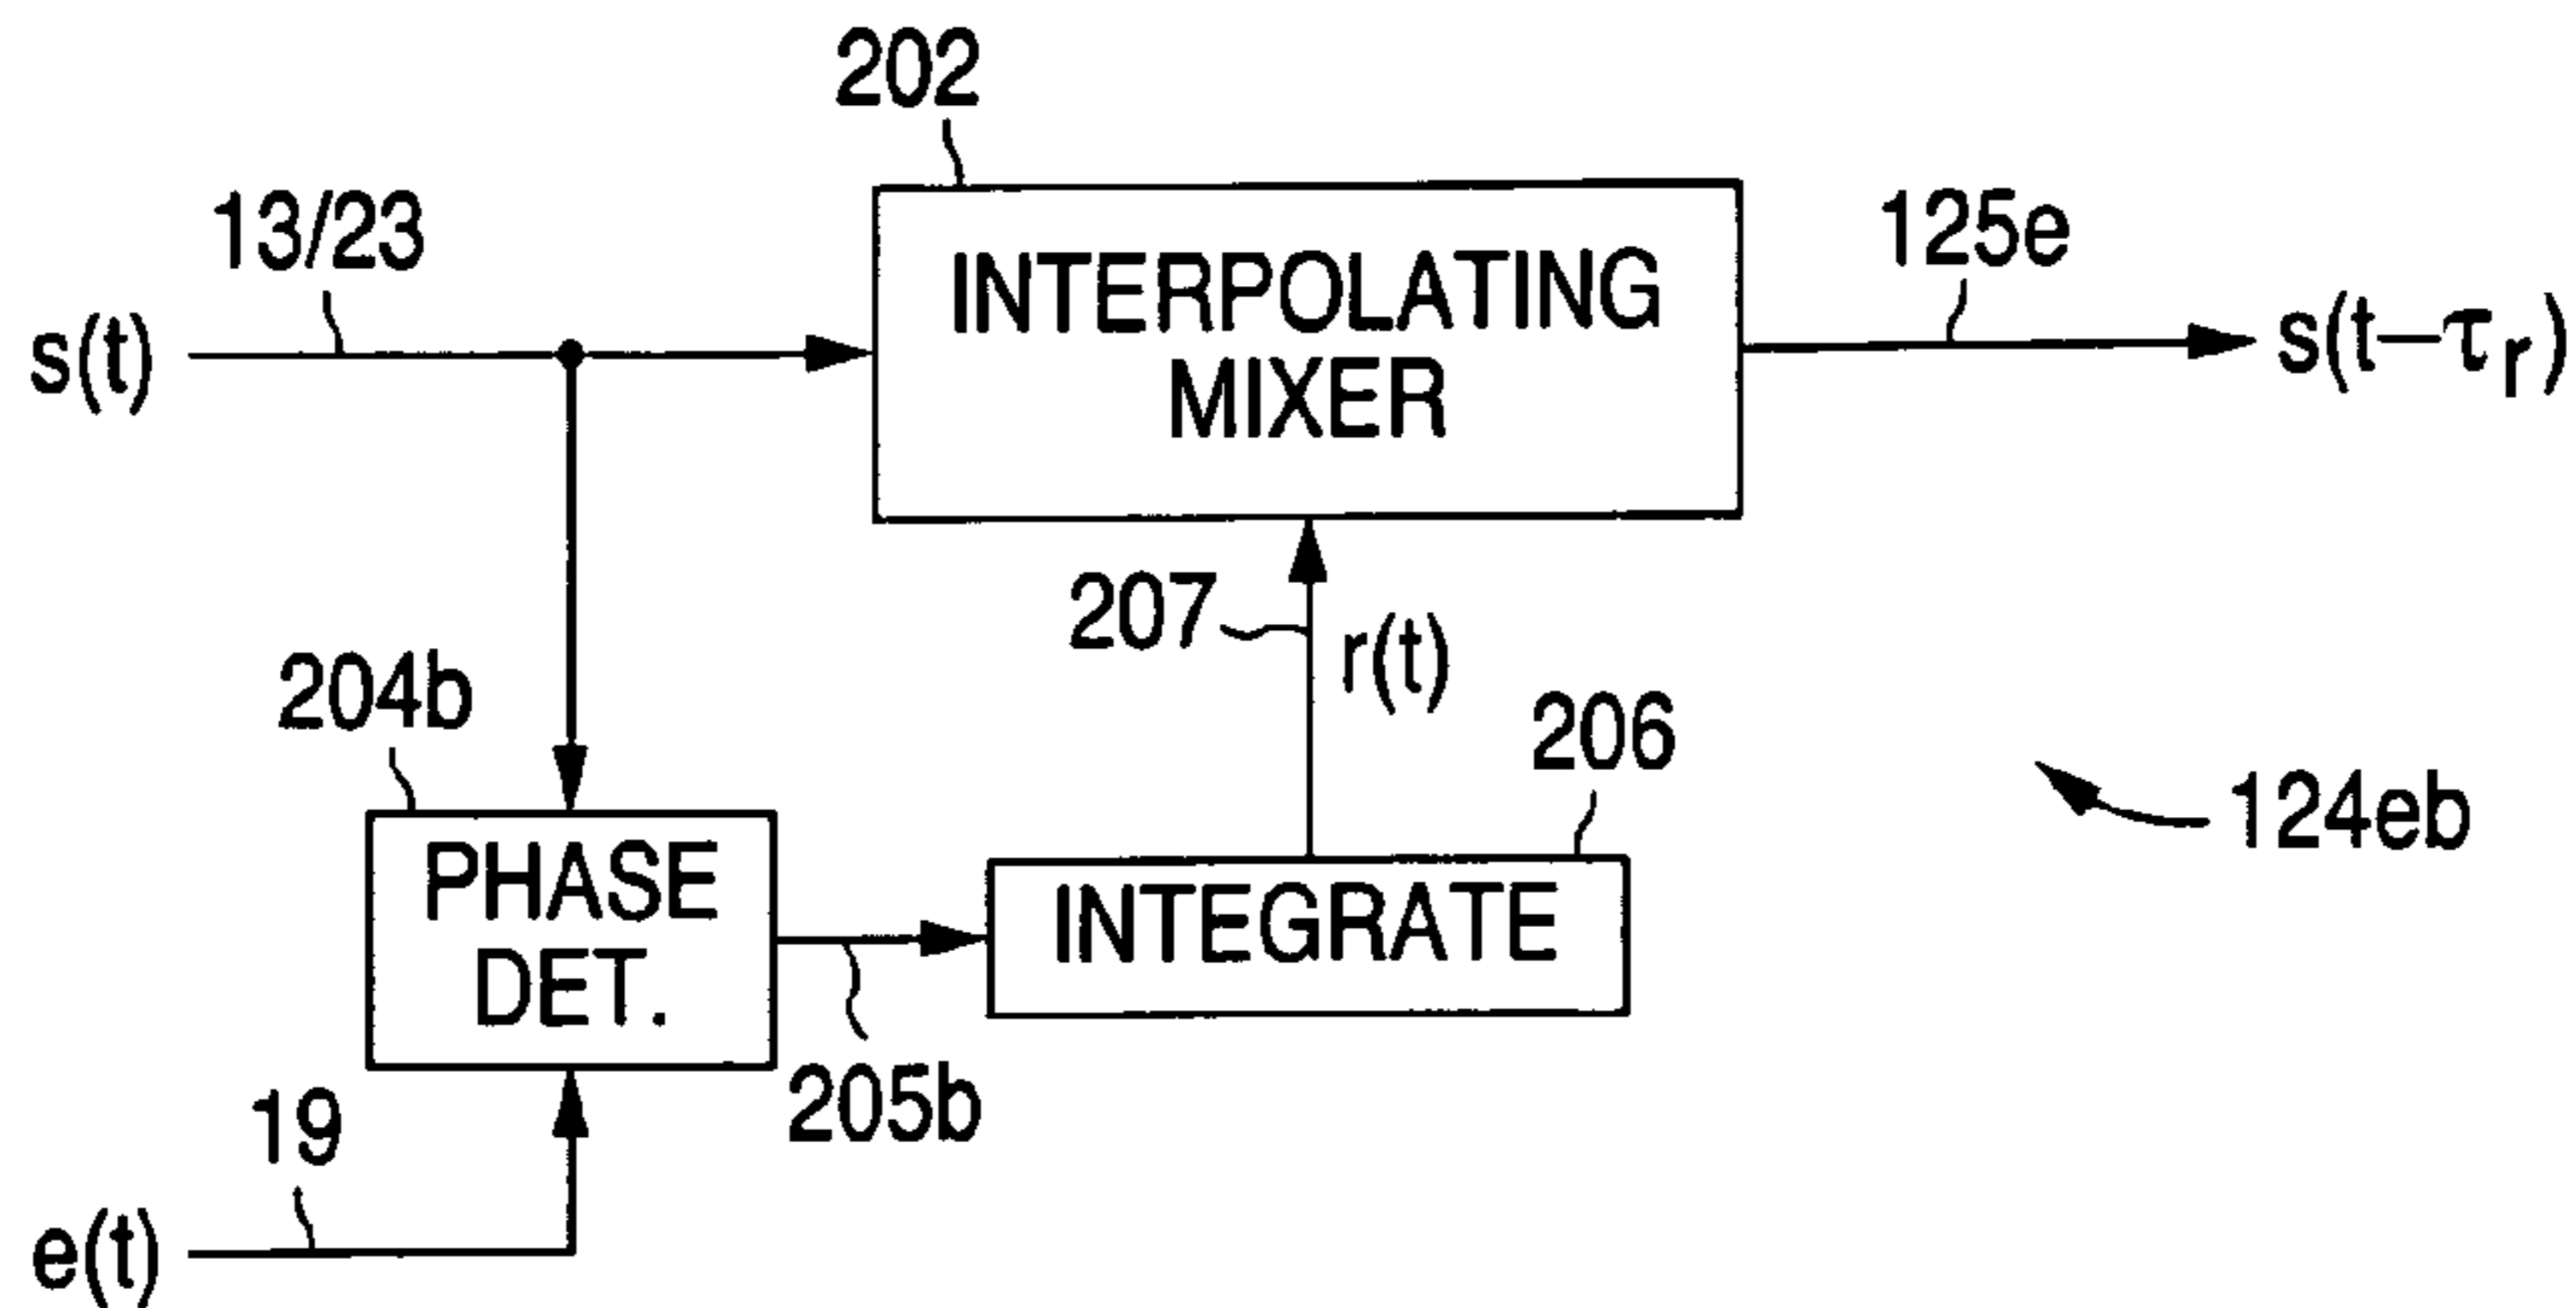 202
13/23
125e
s(t)
INTERPOLATING
MIXER
s(t−τr)
207
r(t)
204b
206
124eb
PHASE
DET.
INTEGRATE
205b
19
e(t)